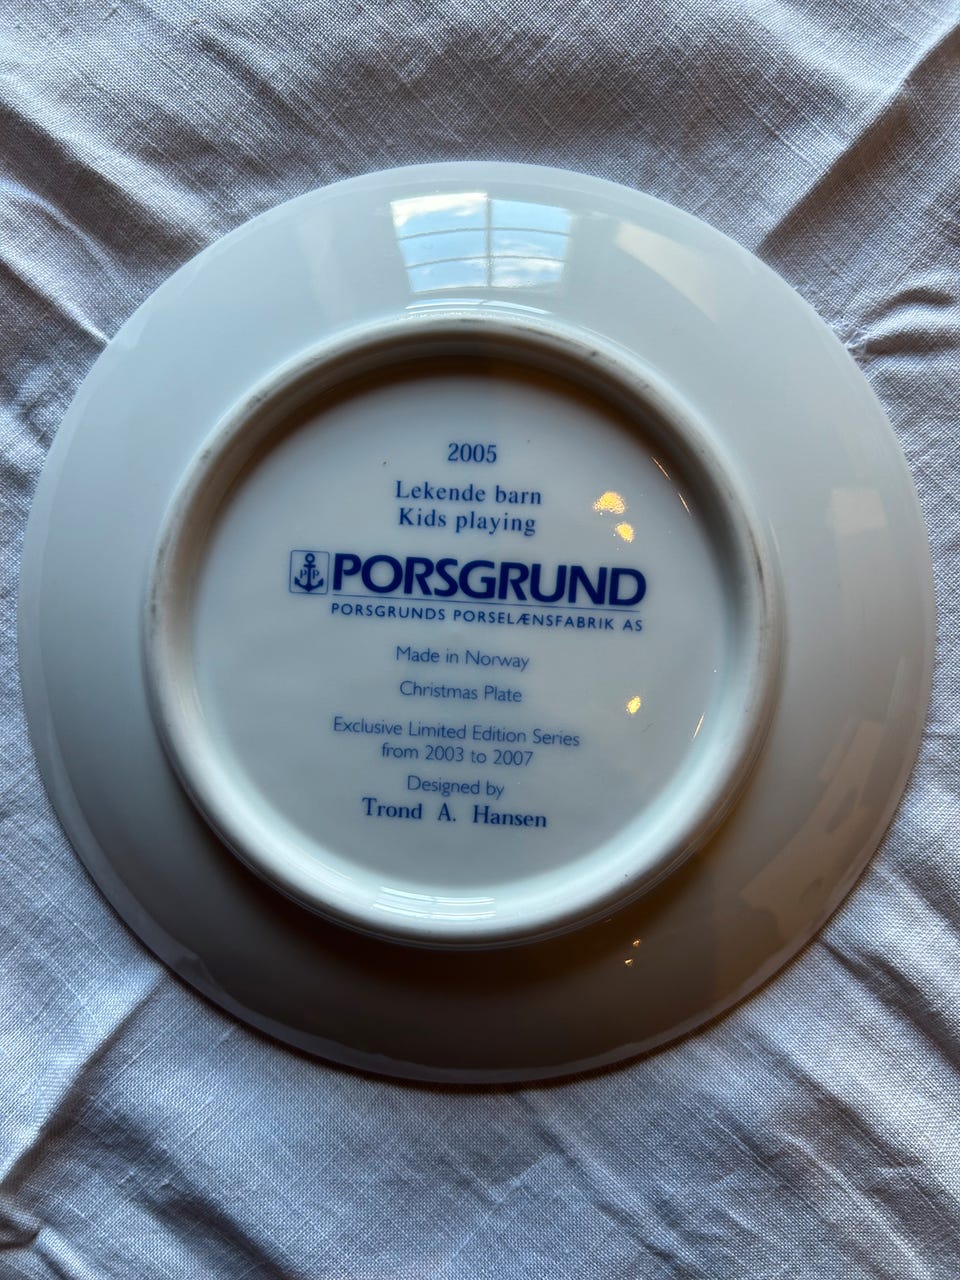 2005
Lekende barn
Kids playing
PP PORSGRUND
PORSGRUNDS PORSELÆNSFABRIK AS
Made in Norway
Christmas Plate
Exclusive Limited Edition Series
from 2003 to 2007
Designed by
Trond A. Hansen